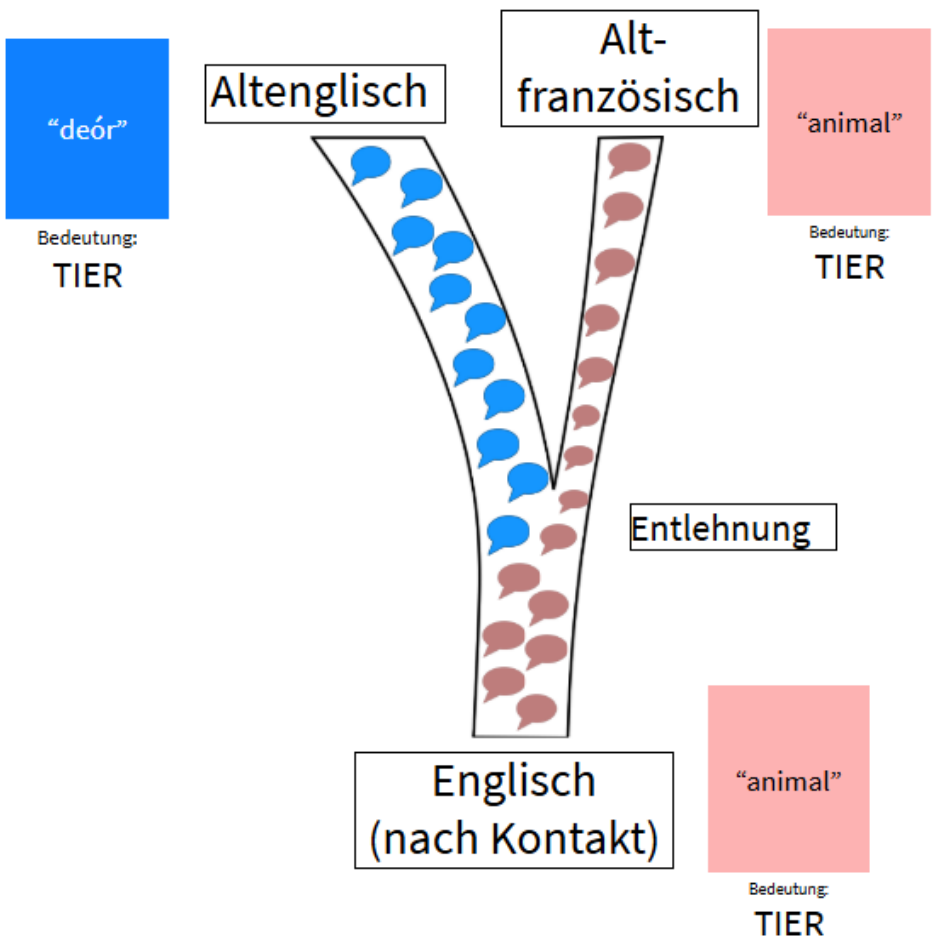 “deór”
Bedeutung:
TIER
Altenglisch
Alt-
französisch
“animal”
Bedeutung:
TIER
Entlehnung
Englisch
(nach Kontakt)
“animal”
Bedeutung:
TIER